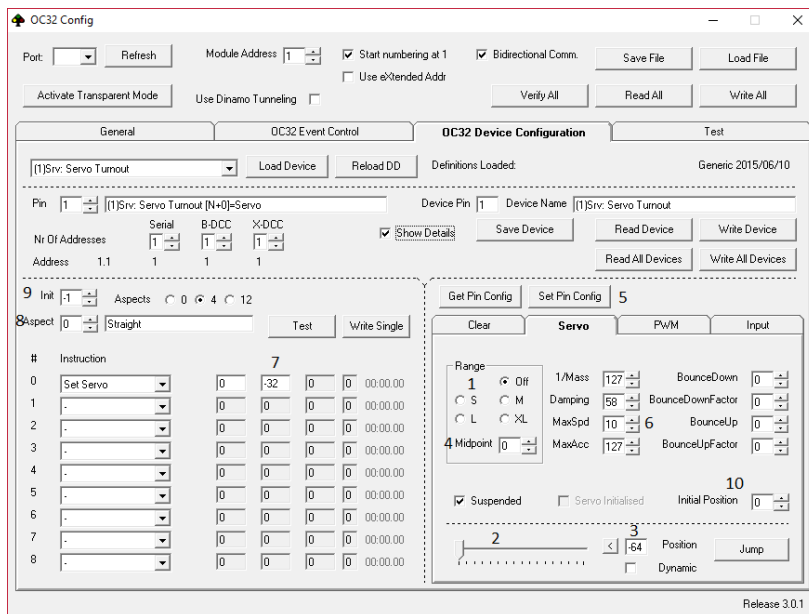 OC32 Config
Port: Refresh Module Address 1 Start numbering at 1 Bidirectional Comm. Save File Load File
Use eXtended Addr
Activate Transparent Mode Use Dinamo Tunneling Verify All Read All Write All
General OC32 Event Control OC32 Device Configuration Test
(1)Srv: Servo Turnout Load Device Reload DD Definitions Loaded: Generic 2015/06/10
Pin 1 (1)Srv: Servo Turnout [N+0]=Servo Device Pin 1 Device Name (1)Srv: Servo Turnout
Serial B-DCC X-DCC
Nr Of Addresses 1 1 1 Show Details Save Device Read Device Write Device
Address 1.1 1 1 1 Read All Devices Write All Devices
9 Init -1 Aspects 0 4 12 Get Pin Config Set Pin Config 5
8 Aspect 0 Straight Test Write Single Clear Servo PWM Input
# Instruction 7
0 Set Servo 0 -32 0 0 00:00.00
1 - 0 0 0 0 00:00.00
2 - 0 0 0 0 00:00.00
3 - 0 0 0 0 00:00.00
4 - 0 0 0 0 00:00.00
5 - 0 0 0 0 00:00.00
6 - 0 0 0 0 00:00.00
7 - 0 0 0 0 00:00.00
8 - 0 0 0 0 00:00.00
Range
1 Off 1/Mass 127 BounceDown 0
S M Damping 58 BounceDownFactor 0
L XL MaxSpd 10 6 BounceUp 0
4 Midpoint 0 MaxAcc 127 BounceUpFactor 0
10
Suspended Servo Initialised Initial Position 0
2 3
< -64 Position Jump
Dynamic
Release 3.0.1